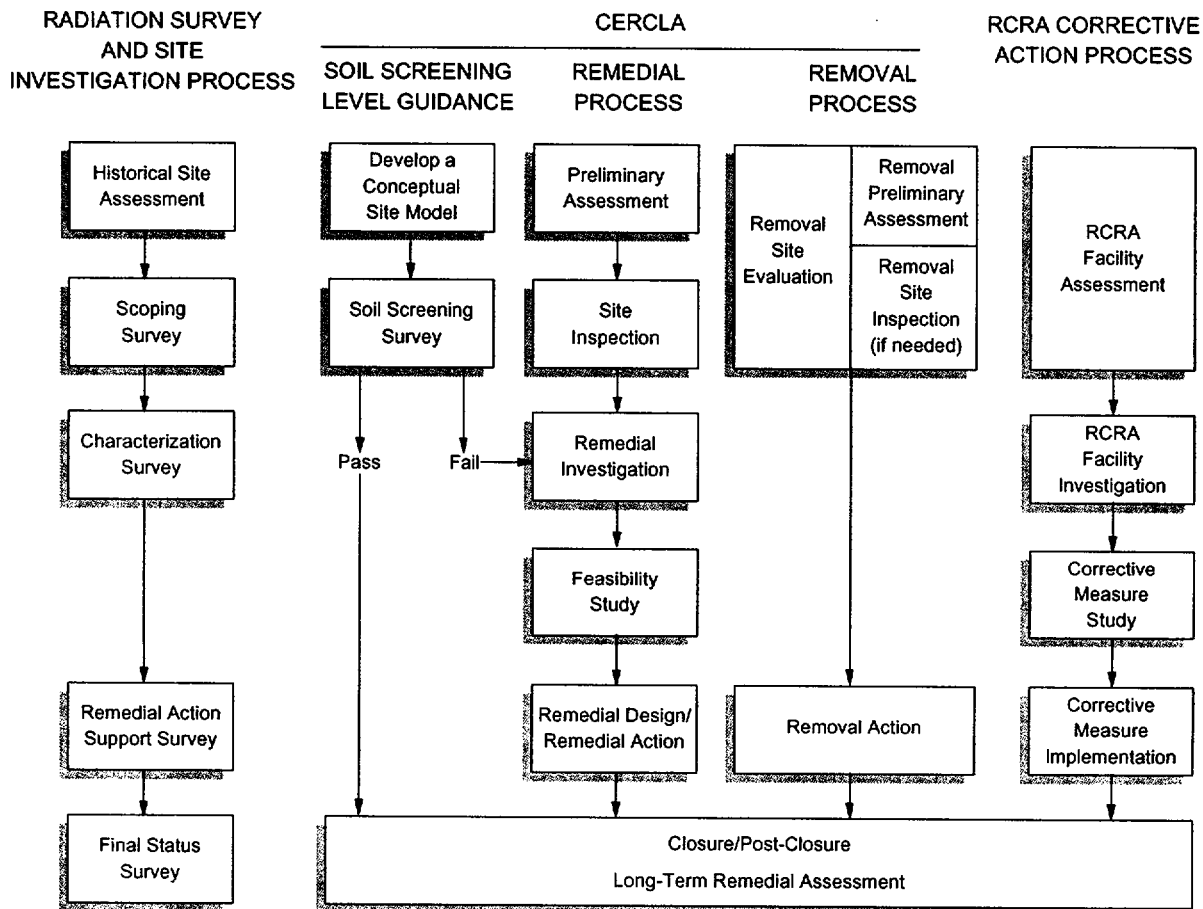 RADIATION SURVEY
AND SITE
INVESTIGATION PROCESS
CERCLA
SOIL SCREENING
LEVEL GUIDANCE
REMEDIAL
PROCESS
REMOVAL
PROCESS
RCRA CORRECTIVE
ACTION PROCESS
Historical Site
Assessment
Scoping
Survey
Characterization
Survey
Remedial Action
Support Survey
Final Status
Survey
Develop a
Conceptual
Site Model
Soil Screening
Survey
Pass
Fail
Preliminary
Assessment
Site
Inspection
Remedial
Investigation
Feasibility
Study
Remedial Design/
Remedial Action
Removal
Site
Evaluation
Removal
Preliminary
Assessment
Removal
Site
Inspection
(if needed)
Removal Action
RCRA
Facility
Assessment
RCRA
Facility
Investigation
Corrective
Measure
Study
Corrective
Measure
Implementation
Closure/Post-Closure
Long-Term Remedial Assessment